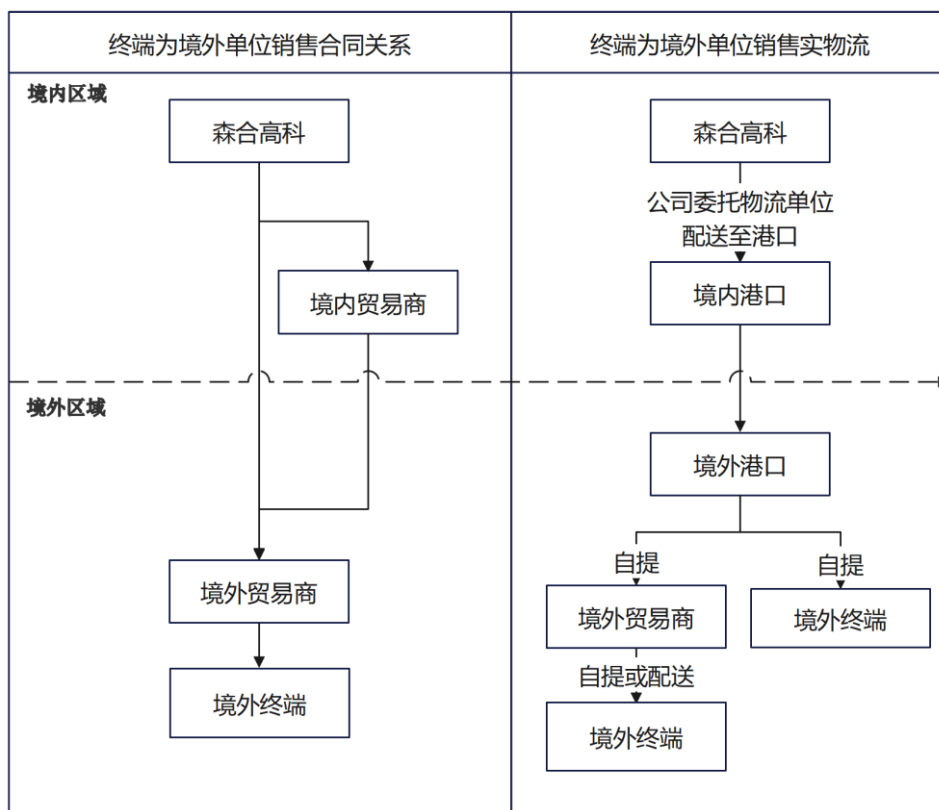 终端为境外单位销售合同关系
终端为境外单位销售实物流
境内区域
森合高科
境内贸易商
境外区域
境外贸易商
境外终端
森合高科
公司委托物流单位
配送至港口
境内港口
境外港口
自提
自提
境外贸易商
境外终端
自提或配送
境外终端